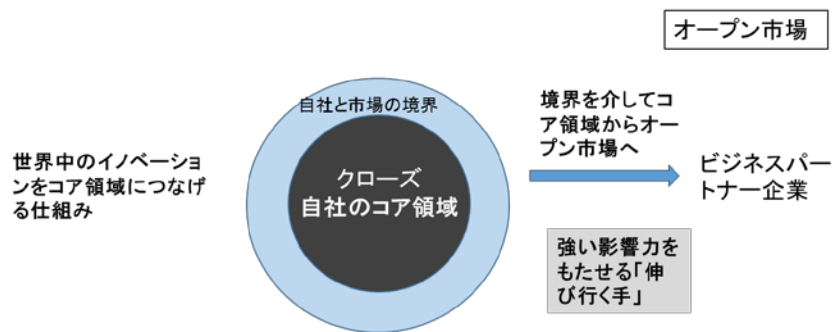 オープン市場
自社と市場の境界
クローズ
自社のコア領域
世界中のイノベーショ
ンをコア領域につなげ
る仕組み
境界を介してコ
ア領域からオー
プン市場へ
ビジネスパー
トナー企業
強い影響力を
もたせる「伸
び行く手」